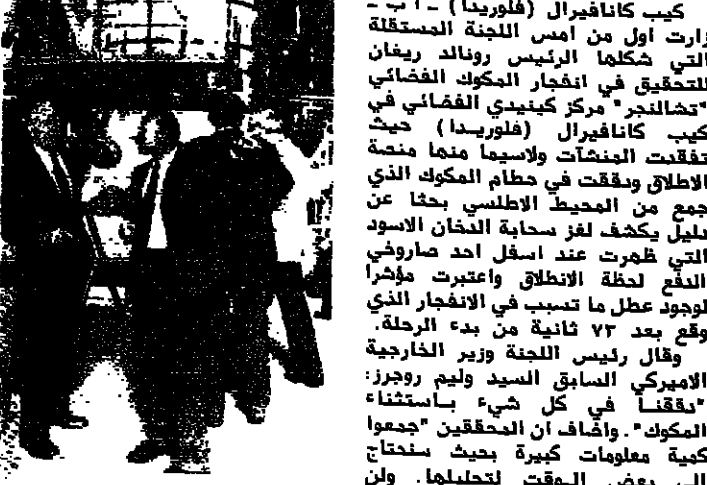 كيب كانافيرال (فلوريدا) - أ ب -
زارت اول من امس اللجنة المستقلة
التي شكلها الرئيس رونالد ريغان
للتحقيق في انفجار المكوك الفضائي
"تشالنجر" مركز كينيدي الفضائي في
كيب كانافيرال (فلوريدا) حيث
تفقدت المنشآت ولاسيما منها منصة
الاطلاق ودققت في حطام المكوك الذي
جمع من المحيط الاطلسي بحثا عن
دليل يكشف لغز سحابة الدخان الاسود
التي ظهرت عند اسفل احد صاروخي
الدفع لحظة الانطلاق واعتبرت مؤشرا
لوجود عطل ما تسبب في الانفجار الذي
وقع بعد ٧٣ ثانية من بدء الرحلة.
وقال رئيس اللجنة وزير الخارجية
الاميركي السابق السيد وليم روجرز:
"دققنا في كل شيء باستثناء
المكوك". واضاف ان المحققين "جمعوا
كمية معلومات كبيرة بحيث سنحتاج
الى بعض الوقت لتحليلها. ولن